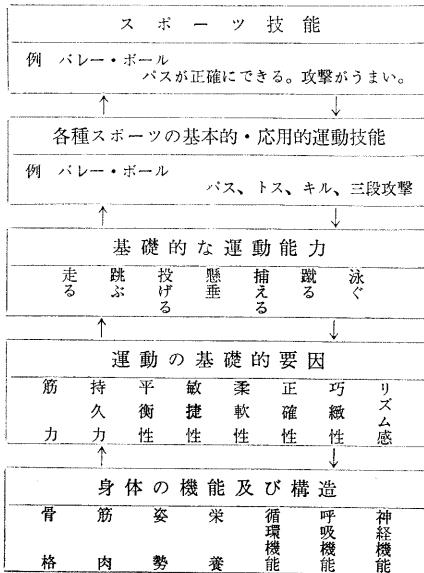 スポーツ技能
例 バレー・ボール
パスが正確にできる。攻撃がうまい。
↑ ↓
各種スポーツの基本的・応用的運動技能
例 バレー・ボール
パス、トス、キル、三段攻撃
↑ ↓
基礎的な運動能力
走る 跳ぶ 投げる 懸垂 捕える 蹴る 泳ぐ
↑ ↓
運動の基礎的要因
筋力 持久力 平衡性 敏捷性 柔軟性 正確性 巧緻性 リズム感
↑ ↓
身体の機能及び構造
骨格 筋肉 姿勢 栄養 循環機能 呼吸機能 神経機能